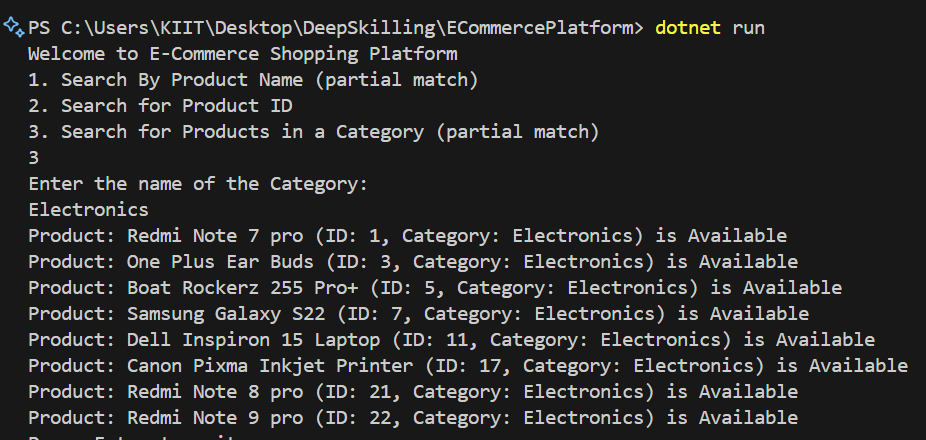 PS C:\Users\KIIT\Desktop\DeepSkilling\ECommercePlatform> dotnet run
Welcome to E-Commerce Shopping Platform
1. Search By Product Name (partial match)
2. Search for Product ID
3. Search for Products in a Category (partial match)
3
Enter the name of the Category:
Electronics
Product: Redmi Note 7 pro (ID: 1, Category: Electronics) is Available
Product: One Plus Ear Buds (ID: 3, Category: Electronics) is Available
Product: Boat Rockerz 255 Pro+ (ID: 5, Category: Electronics) is Available
Product: Samsung Galaxy S22 (ID: 7, Category: Electronics) is Available
Product: Dell Inspiron 15 Laptop (ID: 11, Category: Electronics) is Available
Product: Canon Pixma Inkjet Printer (ID: 17, Category: Electronics) is Available
Product: Redmi Note 8 pro (ID: 21, Category: Electronics) is Available
Product: Redmi Note 9 pro (ID: 22, Category: Electronics) is Available